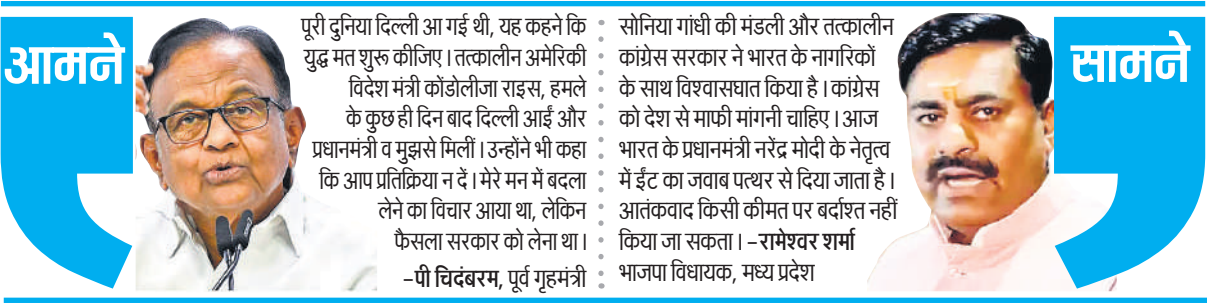 आमने
पूरी दुनिया दिल्ली आ गई थी, यह कहने कि
युद्ध मत शुरू कीजिए। तत्कालीन अमेरिकी
विदेश मंत्री कोंडोलीजा राइस, हमले
के कुछ ही दिन बाद दिल्ली आईं और
प्रधानमंत्री व मुझसे मिलीं। उन्होंने भी कहा
कि आप प्रतिक्रिया न दें। मेरे मन में बदला
लेने का विचार आया था, लेकिन
फैसला सरकार को लेना था।
-पी चिदंबरम, पूर्व गृहमंत्री
सोनिया गांधी की मंडली और तत्कालीन
कांग्रेस सरकार ने भारत के नागरिकों
के साथ विश्वासघात किया है। कांग्रेस
को देश से माफी मांगनी चाहिए। आज
भारत के प्रधानमंत्री नरेंद्र मोदी के नेतृत्व
में ईंट का जवाब पत्थर से दिया जाता है।
आतंकवाद किसी कीमत पर बर्दाश्त नहीं
किया जा सकता। -रामेश्वर शर्मा
भाजपा विधायक, मध्य प्रदेश
सामने